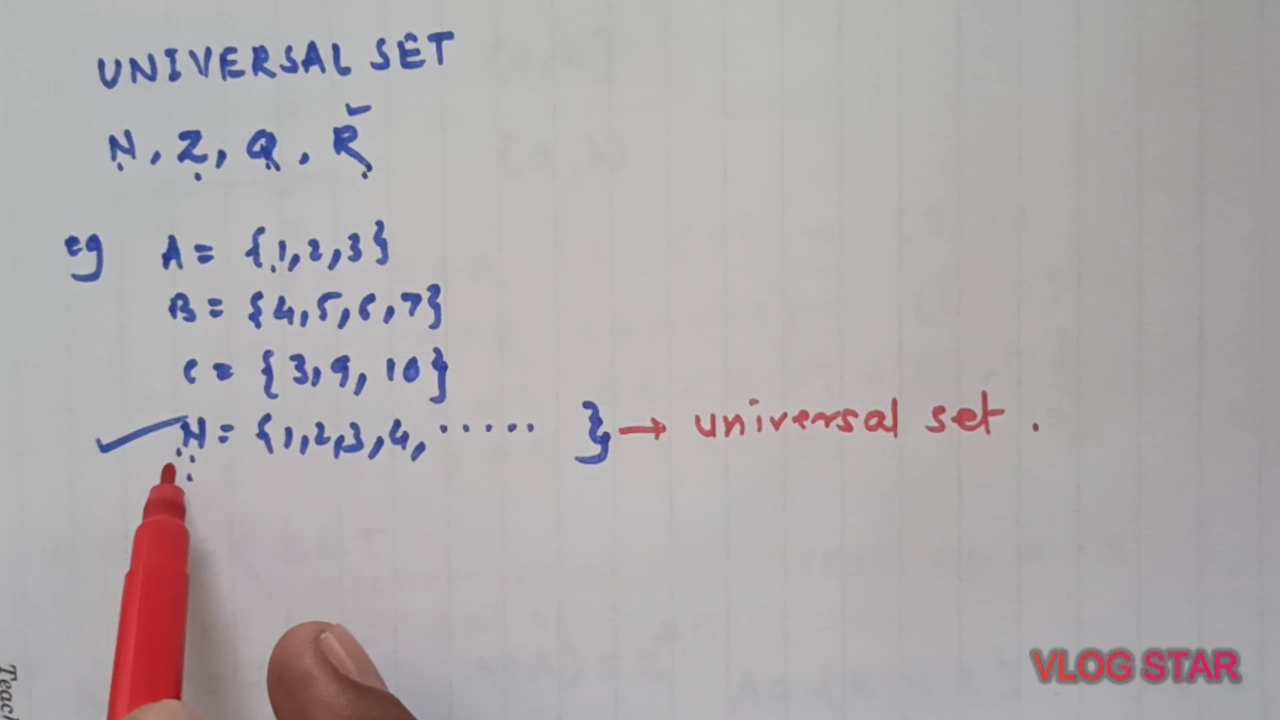 UNIVERSAL SET
N, Z, Q, R
eg A = {1,2,3}
B = {4,5,6,7}
C = {3,9,10}
N = {1,2,3,4,..... } → universal set.
VLOG STAR
Teac